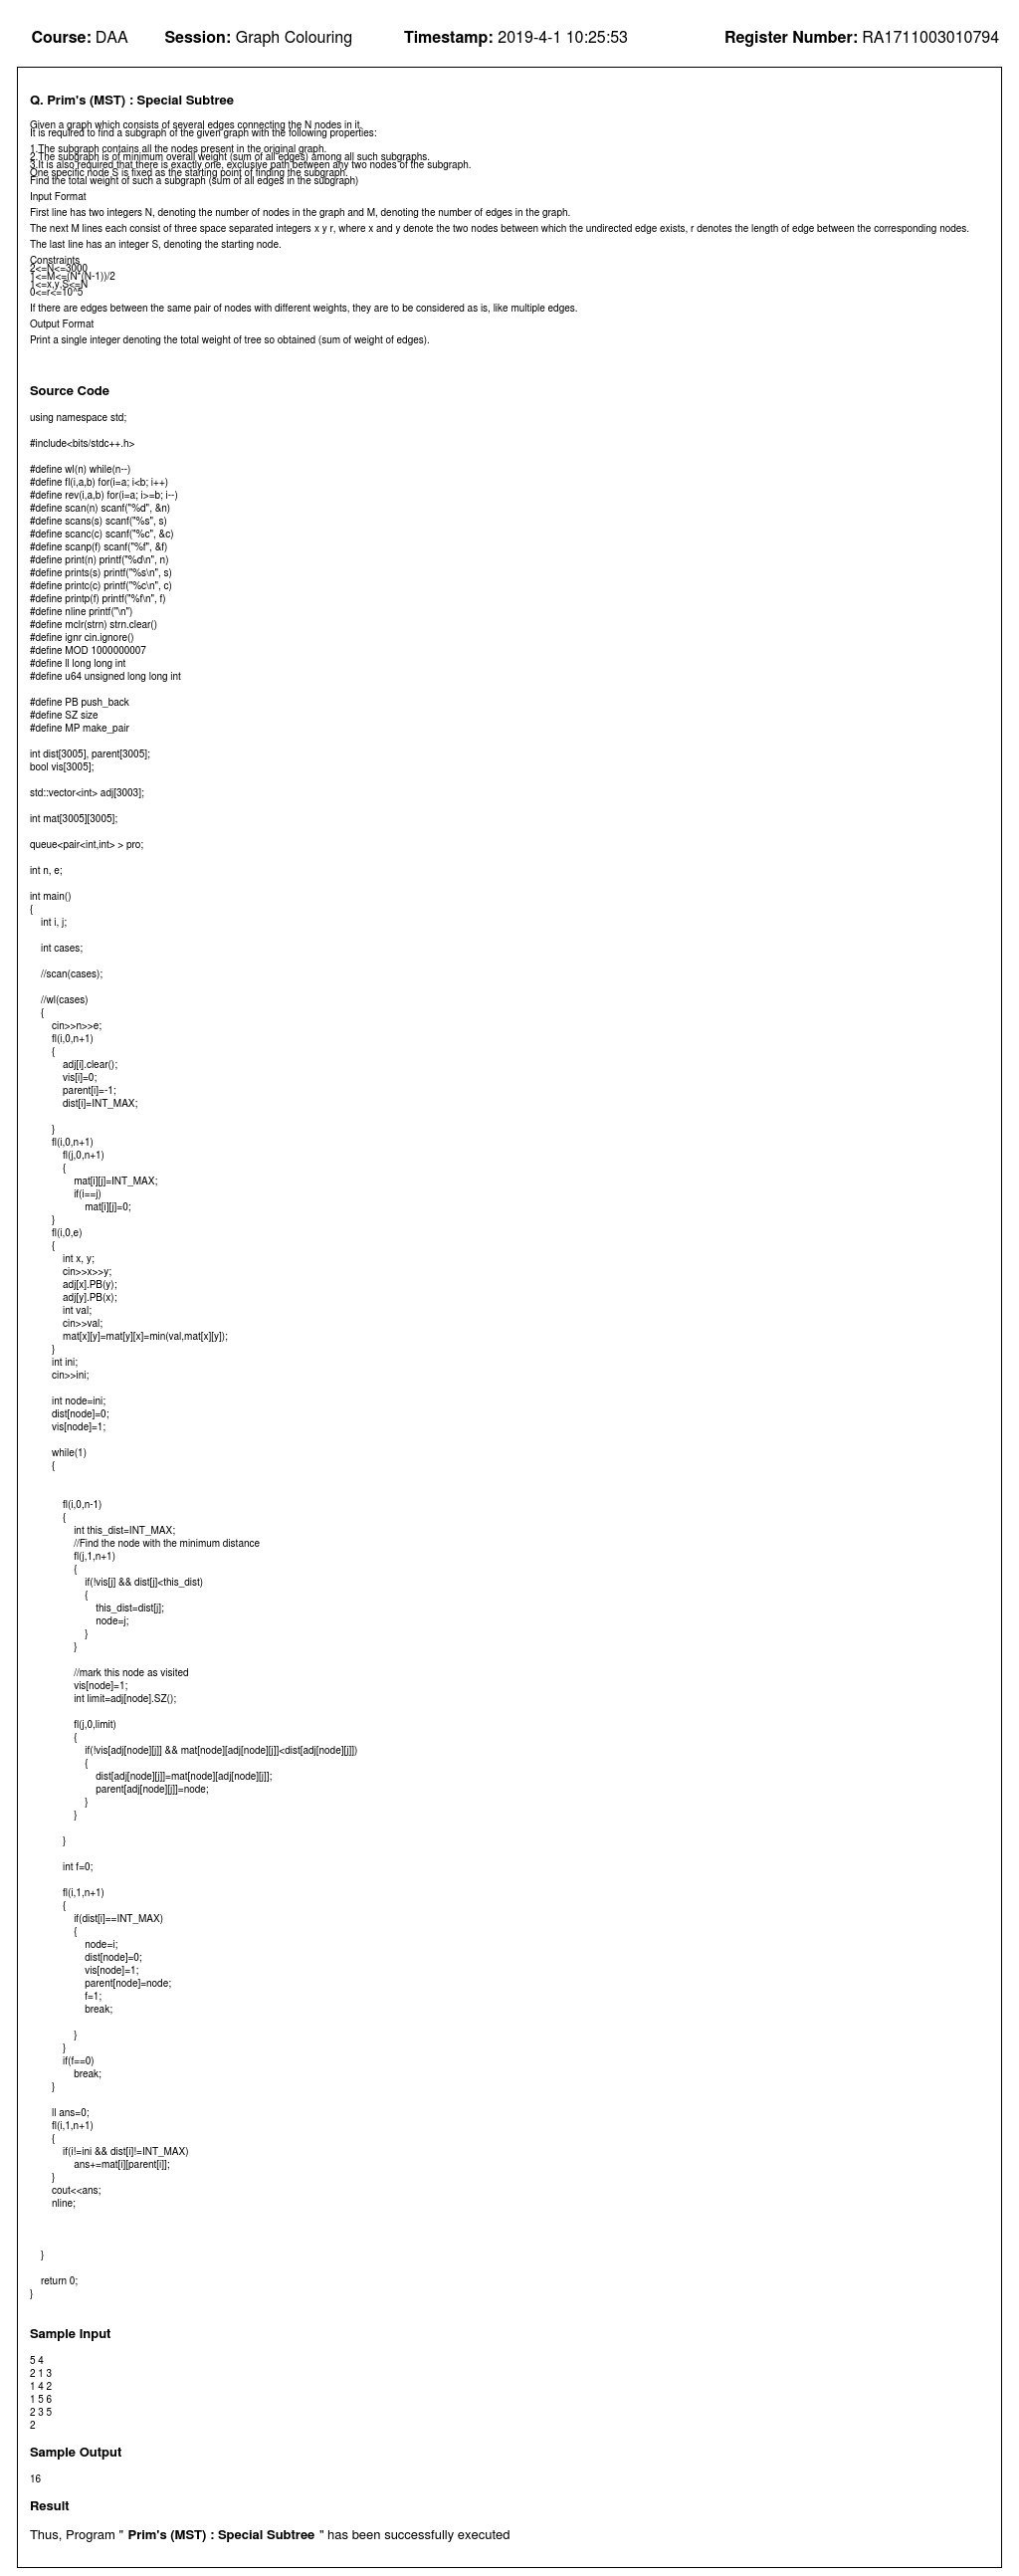 Course: DAA Session: Graph Colouring Timestamp: 2019-4-1 10:25:53 Register Number: RA1711003010794
Q. Prim's (MST) : Special Subtree
Given a graph which consists of several edges connecting the N nodes in it.
It is required to find a subgraph of the given graph with the following properties:
1.The subgraph contains all the nodes present in the original graph.
2.The subgraph is of minimum overall weight (sum of all edges) among all such subgraphs.
3.It is also required that there is exactly one, exclusive path between any two nodes of the subgraph.
One specific node S is fixed as the starting point of finding the subgraph.
Find the total weight of such a subgraph (sum of all edges in the subgraph)
Input Format
First line has two integers N, denoting the number of nodes in the graph and M, denoting the number of edges in the graph.
The next M lines each consist of three space separated integers x y r, where x and y denote the two nodes between which the undirected edge exists, r denotes the length of edge between the corresponding nodes.
The last line has an integer S, denoting the starting node.
Constraints
2<=N<=3000
1<=M<=(N*(N-1))/2
1<=x,y,S<=N
0<=r<=10^5
If there are edges between the same pair of nodes with different weights, they are to be considered as is, like multiple edges.
Output Format
Print a single integer denoting the total weight of tree so obtained (sum of weight of edges).
Source Code
using namespace std;
#include<bits/stdc++.h>
#define wl(n) while(n--)
#define fl(i,a,b) for(i=a; i<b; i++)
#define rev(i,a,b) for(i=a; i>=b; i--)
#define scan(n) scanf("%d", &n)
#define scans(s) scanf("%s", s)
#define scanc(c) scanf("%c", &c)
#define scanp(f) scanf("%f", &f)
#define print(n) printf("%d\n", n)
#define prints(s) printf("%s\n", s)
#define printc(c) printf("%c\n", c)
#define printp(f) printf("%f\n", f)
#define nline printf("\n")
#define mclr(strn) strn.clear()
#define ignr cin.ignore()
#define MOD 1000000007
#define ll long long int
#define u64 unsigned long long int
#define PB push_back
#define SZ size
#define MP make_pair
int dist[3005], parent[3005];
bool vis[3005];
std::vector<int> adj[3003];
int mat[3005][3005];
queue<pair<int,int> > pro;
int n, e;
int main()
{
int i, j;
int cases;
//scan(cases);
//wl(cases)
{
cin>>n>>e;
fl(i,0,n+1)
{
adj[i].clear();
vis[i]=0;
parent[i]=-1;
dist[i]=INT_MAX;
}
fl(i,0,n+1)
fl(j,0,n+1)
{
mat[i][j]=INT_MAX;
if(i==j)
mat[i][j]=0;
}
fl(i,0,e)
{
int x, y;
cin>>x>>y;
adj[x].PB(y);
adj[y].PB(x);
int val;
cin>>val;
mat[x][y]=mat[y][x]=min(val,mat[x][y]);
}
int ini;
cin>>ini;
int node=ini;
dist[node]=0;
vis[node]=1;
while(1)
{
fl(i,0,n-1)
{
int this_dist=INT_MAX;
//Find the node with the minimum distance
fl(j,1,n+1)
{
if(!vis[j] && dist[j]<this_dist)
{
this_dist=dist[j];
node=j;
}
}
//mark this node as visited
vis[node]=1;
int limit=adj[node].SZ();
fl(j,0,limit)
{
if(!vis[adj[node][j]] && mat[node][adj[node][j]]<dist[adj[node][j]])
{
dist[adj[node][j]]=mat[node][adj[node][j]];
parent[adj[node][j]]=node;
}
}
}
int f=0;
fl(i,1,n+1)
{
if(dist[i]==INT_MAX)
{
node=i;
dist[node]=0;
vis[node]=1;
parent[node]=node;
f=1;
break;
}
}
if(f==0)
break;
}
ll ans=0;
fl(i,1,n+1)
{
if(i!=ini && dist[i]!=INT_MAX)
ans+=mat[i][parent[i]];
}
cout<<ans;
nline;
}
return 0;
}
Sample Input
5 4
2 1 3
1 4 2
1 5 6
2 3 5
2
Sample Output
16
Result
Thus, Program " Prim's (MST) : Special Subtree " has been successfully executed